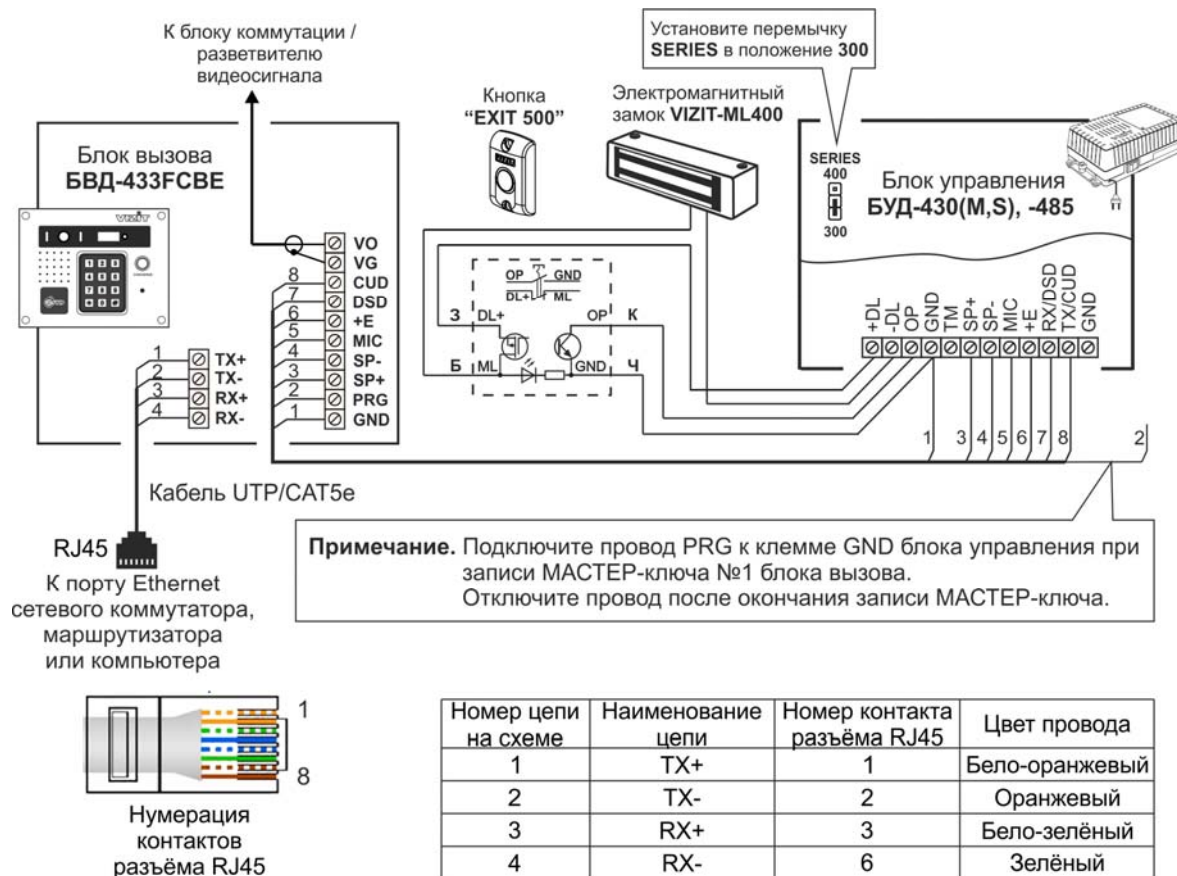 К блоку коммутации /
разветвителю
видеосигнала
Установите перемычку
SERIES в положение 300
Кнопка
“EXIT 500”
Электромагнитный
замок VIZIT-ML400
Блок вызова
БВД-433FCBE
VIZIT
SERIES
400
300
Блок управления
БУД-430(M,S), -485
VO
VG
8 CUD
7 DSD
6 +E
5 MIC
4 SP-
3 SP+
2 PRG
1 GND
1 TX+
2 TX-
3 RX+
4 RX-
OP GND
DL+ ML
З DL+ OP К
Б ML GND Ч
+DL -DL OP GND TM SP+ SP- MIC +E RX/DSD TX/CUD GND
1 3 4 5 6 7 8 2
Кабель UTP/CAT5e
RJ45
К порту Ethernet
сетевого коммутатора,
маршрутизатора
или компьютера
Примечание. Подключите провод PRG к клемме GND блока управления при
записи МАСТЕР-ключа №1 блока вызова.
Отключите провод после окончания записи МАСТЕР-ключа.
1
8
Нумерация
контактов
разъёма RJ45
Номер цепи на схеме Наименование цепи Номер контакта разъёма RJ45 Цвет провода
1 TX+ 1 Бело-оранжевый
2 TX- 2 Оранжевый
3 RX+ 3 Бело-зелёный
4 RX- 6 Зелёный